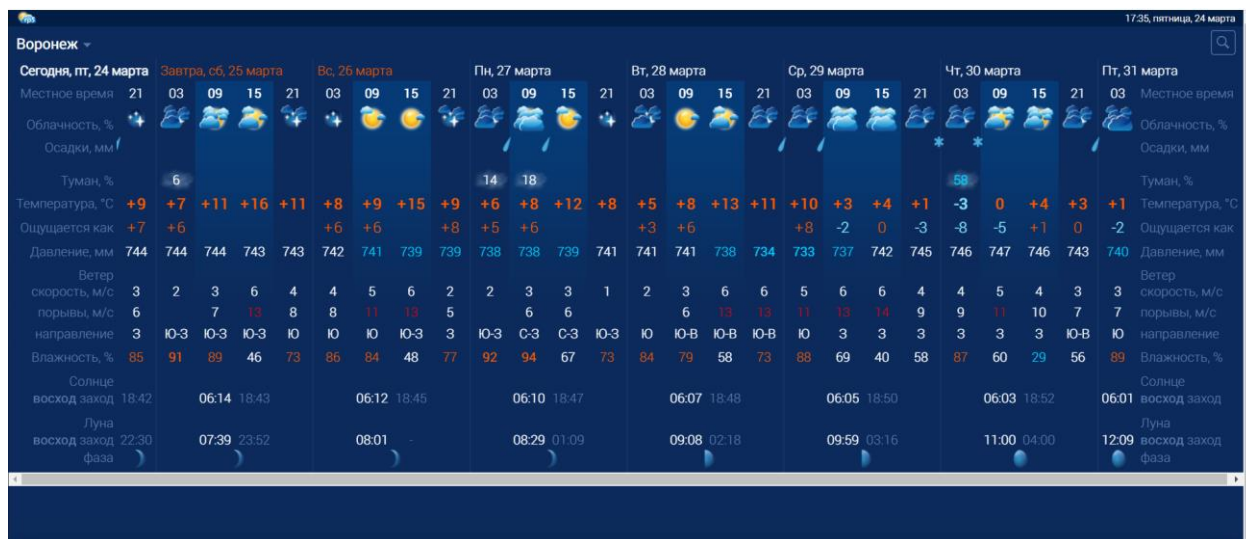 17:35, пятница, 24 марта
Воронеж
Сегодня, пт, 24 марта Завтра, сб, 25 марта Вс, 26 марта Пн, 27 марта Вт, 28 марта Ср, 29 марта Чт, 30 марта Пт, 31 марта
Местное время 21 03 09 15 21 03 09 15 21 03 09 15 21 03 09 15 21 03 09 15 21 03 09 15 21 03 Местное время
Облачность, % Облачность, %
Осадки, мм Осадки, мм
Туман, % 6 14 18 58 Туман, %
Температура, °C +9 +7 +11 +16 +11 +8 +9 +15 +9 +6 +8 +12 +8 +5 +8 +13 +11 +10 +3 +4 +1 -3 0 +4 +3 +1 Температура, °C
Ощущается как +7 +6 +6 +6 +8 +5 +6 +3 +6 +8 -2 0 -3 -8 -5 +1 0 -2 Ощущается как
Давление, мм 744 744 744 743 743 742 741 739 739 738 738 739 741 741 741 738 734 733 737 742 745 746 747 746 743 740 Давление, мм
Ветер Ветер
скорость, м/с 3 2 3 6 4 4 5 6 2 2 3 3 1 2 3 6 6 5 6 6 4 4 5 4 3 3 скорость, м/с
порывы, м/с 6 7 13 8 8 11 13 5 6 6 6 13 13 11 13 14 9 9 11 10 7 7 порывы, м/с
направление З Ю-З Ю-З Ю-З Ю Ю Ю Ю-З З Ю-З С-З С-З Ю-З Ю Ю-В Ю-В Ю-В Ю З З З З З З Ю-В Ю направление
Влажность, % 85 91 89 46 73 86 84 48 77 92 94 67 73 84 79 58 73 88 69 40 58 87 60 29 56 89 Влажность, %
Солнце Солнце
восход заход 18:42 06:14 18:43 06:12 18:45 06:10 18:47 06:07 18:48 06:05 18:50 06:03 18:52 06:01 восход заход
Луна Луна
восход заход 22:30 07:39 23:52 08:01 - 08:29 01:09 09:08 02:18 09:59 03:16 11:00 04:00 12:09 восход заход
фаза фаза